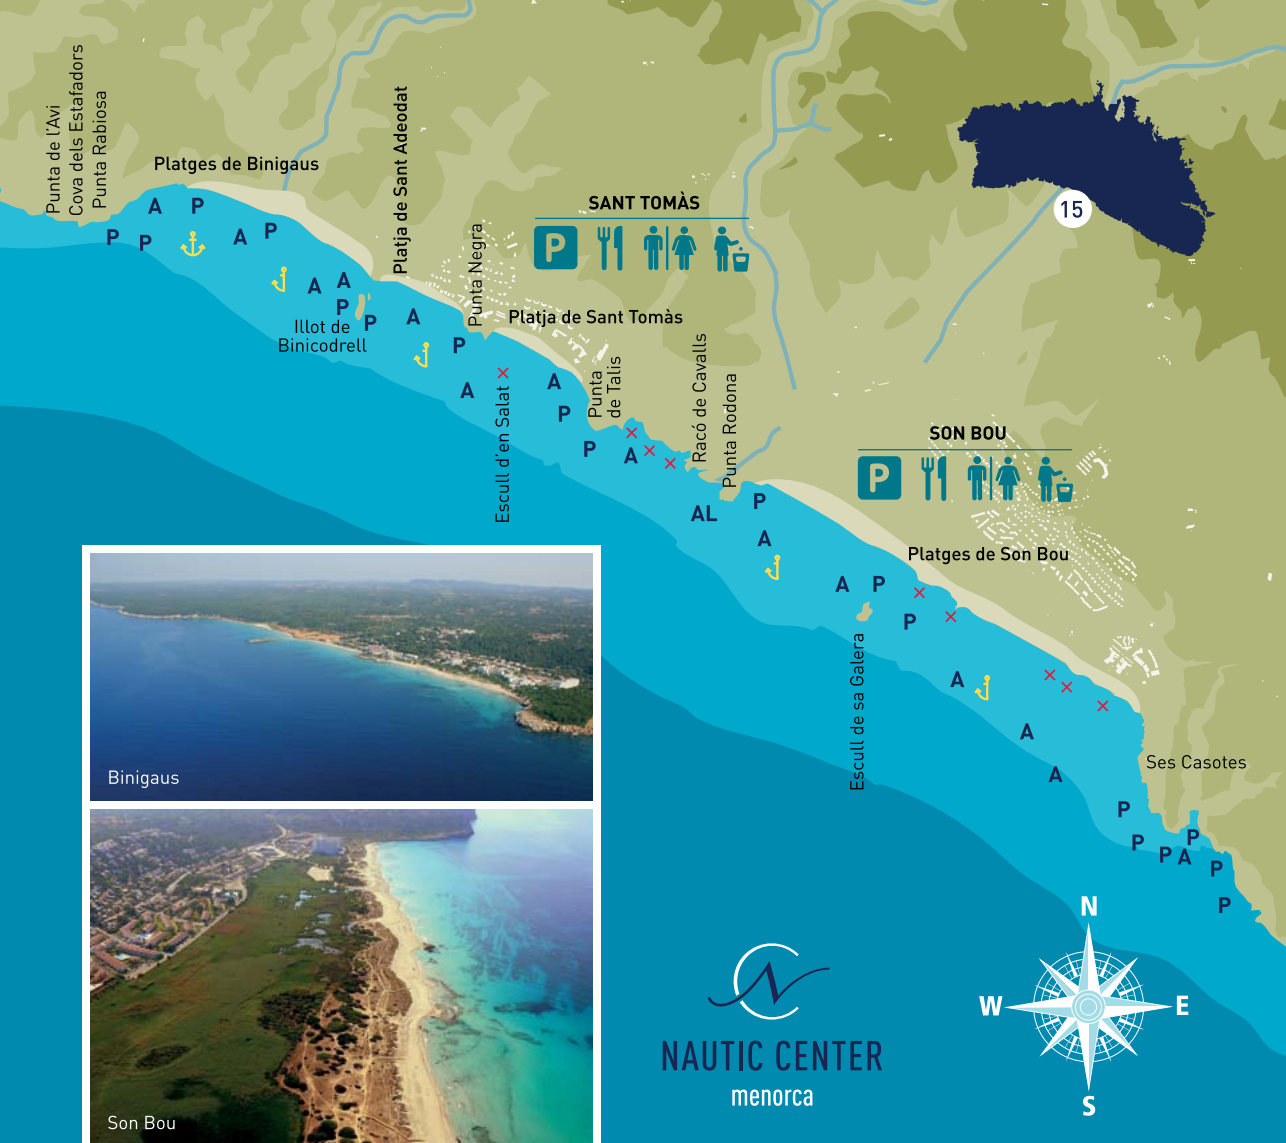 Punta de l'Avi
Cova dels Estafadors
Punta Rabiosa
Platges de Binigaus
Platja de Sant Adeodat
Punta Negra
SANT TOMÀS
P
15
A P
P P A P
A A
P
P
Illot de
Binicodrell
A
P
A
Platja de Sant Tomàs
Escull d'en Salat
A
P
P
A
Punta
de Talis
Racó de Cavalls
Punta Rodona
SON BOU
P
AL
P
A
Platges de Son Bou
A P
P
Escull de sa Galera
A
A
A
Ses Casotes
P
P
P A
P
P
P
Binigaus
Son Bou
NAUTIC CENTER
menorca
N
W E
S